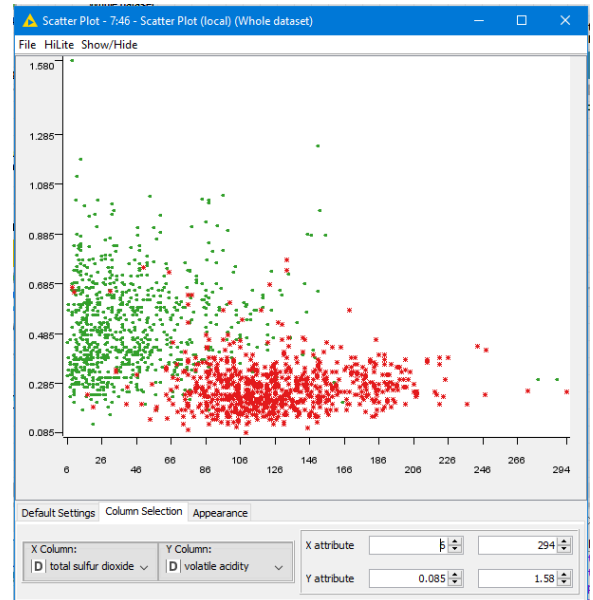 Scatter Plot - 7:46 - Scatter Plot (local) (Whole dataset)
File HiLite Show/Hide
1.580
1.285
1.085
0.885
0.685
0.485
0.285
0.085
26 66 106 146 186 226 266
6 46 86 126 166 206 246 294
Default Settings Column Selection Appearance
X Column: Y Column:
D total sulfur dioxide D volatile acidity
X attribute 6 294
Y attribute 0.085 1.58